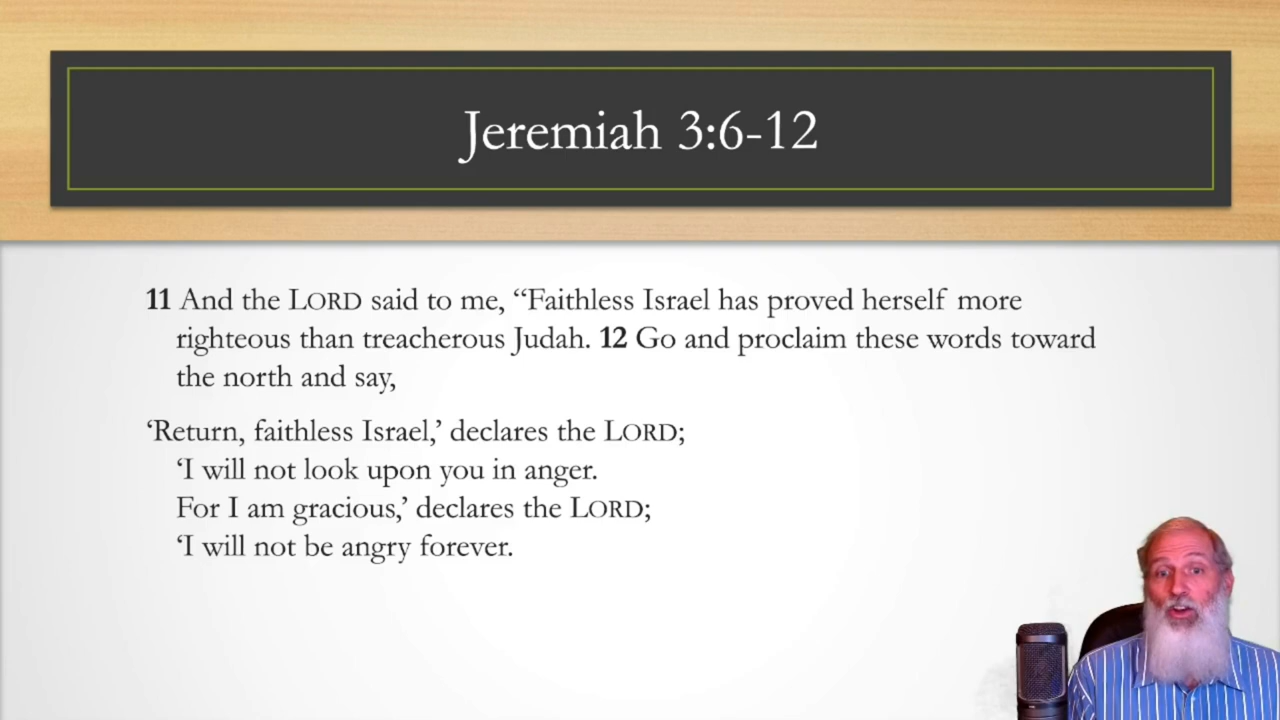 Jeremiah 3:6-12
11 And the LORD said to me, “Faithless Israel has proved herself more
righteous than treacherous Judah. 12 Go and proclaim these words toward
the north and say,
‘Return, faithless Israel,’ declares the LORD;
‘I will not look upon you in anger.
For I am gracious,’ declares the LORD;
‘I will not be angry forever.